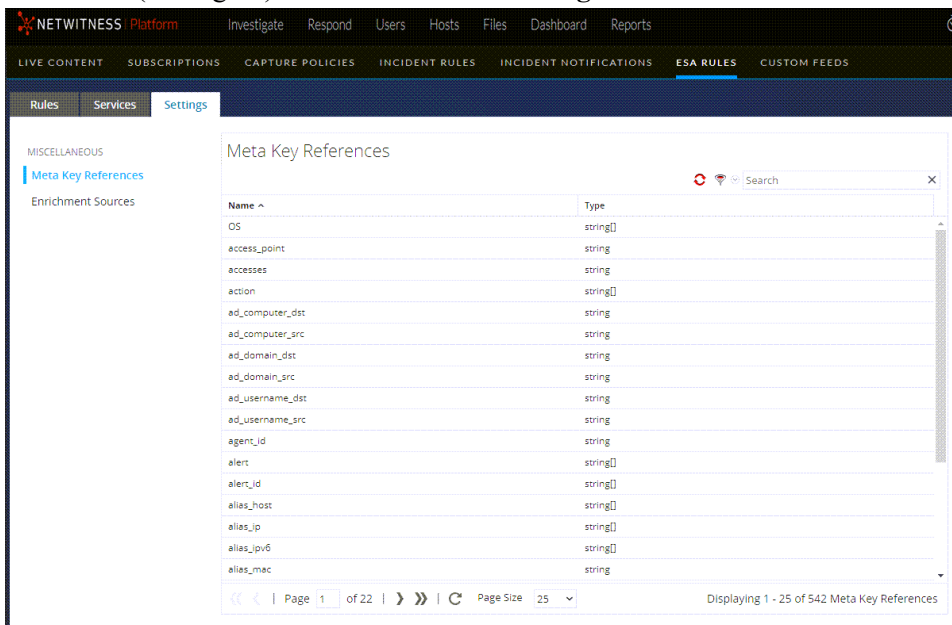 NETWITNESS Platform Investigate Respond Users Hosts Files Dashboard Reports
LIVE CONTENT SUBSCRIPTIONS CAPTURE POLICIES INCIDENT RULES INCIDENT NOTIFICATIONS ESA RULES CUSTOM FEEDS
Rules Services Settings
MISCELLANEOUS
Meta Key References
Enrichment Sources
Meta Key References
Search
Name Type
OS string[]
access_point string
accesses string
action string[]
ad_computer_dst string
ad_computer_src string
ad_domain_dst string
ad_domain_src string
ad_username_dst string
ad_username_src string
agent_id string
alert string[]
alert_id string[]
alias_host string[]
alias_ip string[]
alias_ipv6 string[]
alias_mac string
Page 1 of 22 Page Size 25 Displaying 1 - 25 of 542 Meta Key References